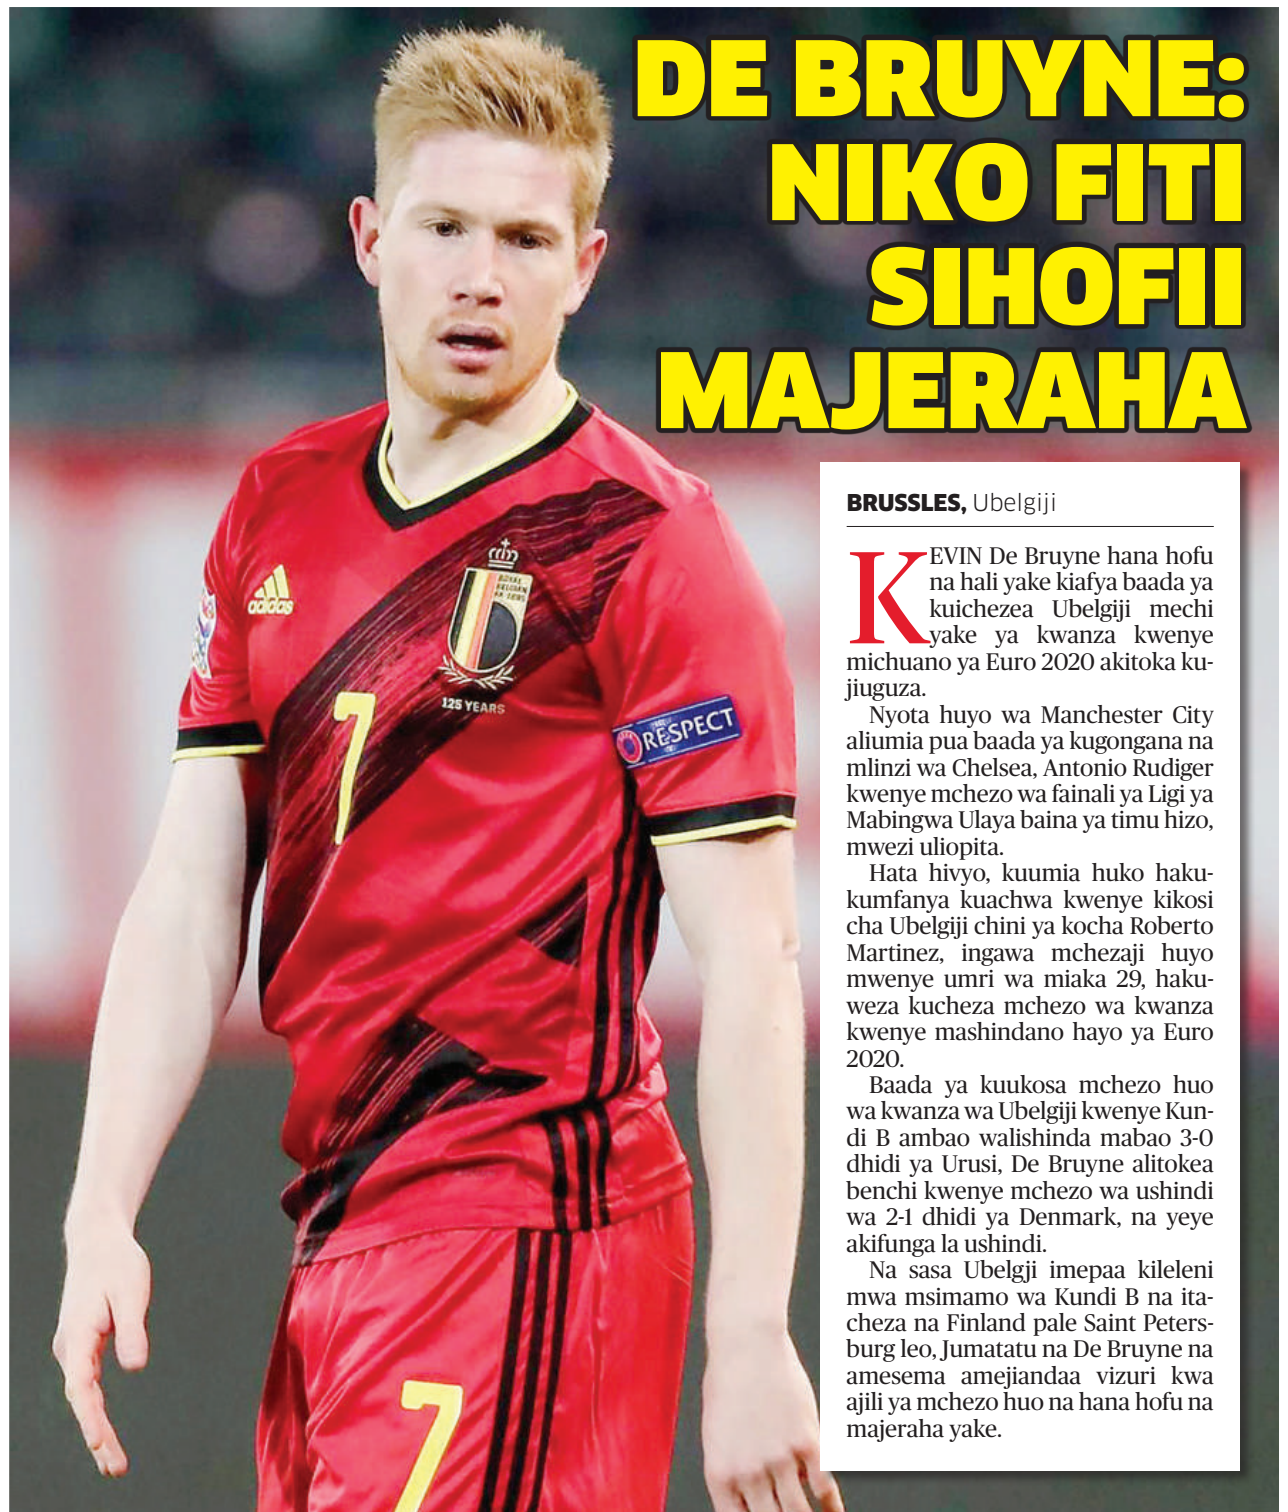 DE BRUYNE:
NIKO FITI
SIHOFII
MAJERAHA
BRUSSLES, Ubelgiji
KEVIN De Bruyne hana hofu
na hali yake kiafya baada ya
kuichezea Ubelgiji mechi
yake ya kwanza kwenye
michuano ya Euro 2020 akitoka ku-
jiuguza.
Nyota huyo wa Manchester City
aliumia pua baada ya kugongana na
mlinzi wa Chelsea, Antonio Rudiger
kwenye mchezo wa fainali ya Ligi ya
Mabingwa Ulaya baina ya timu hizo,
mwezi uliopita.
Hata hivyo, kuumia huko haku-
kumfanya kuachwa kwenye kikosi
cha Ubelgiji chini ya kocha Roberto
Martinez, ingawa mchezaji huyo
mwenye umri wa miaka 29, haku-
weza kucheza mchezo wa kwanza
kwenye mashindano hayo ya Euro
2020.
Baada ya kuukosa mchezo huo
wa kwanza wa Ubelgiji kwenye Kun-
di B ambao walishinda mabao 3-0
dhidi ya Urusi, De Bruyne alitokea
benchi kwenye mchezo wa ushindi
wa 2-1 dhidi ya Denmark, na yeye
akifunga la ushindi.
Na sasa Ubelgji imepaa kileleni
mwa msimamo wa Kundi B na ita-
cheza na Finland pale Saint Peters-
burg leo, Jumatatu na De Bruyne na
amesema amejiandaa vizuri kwa
ajili ya mchezo huo na hana hofu na
majeraha yake.
adidas
ROYAL
BELGIAN
FA 1895
125 YEARS
7
RESPECT
7